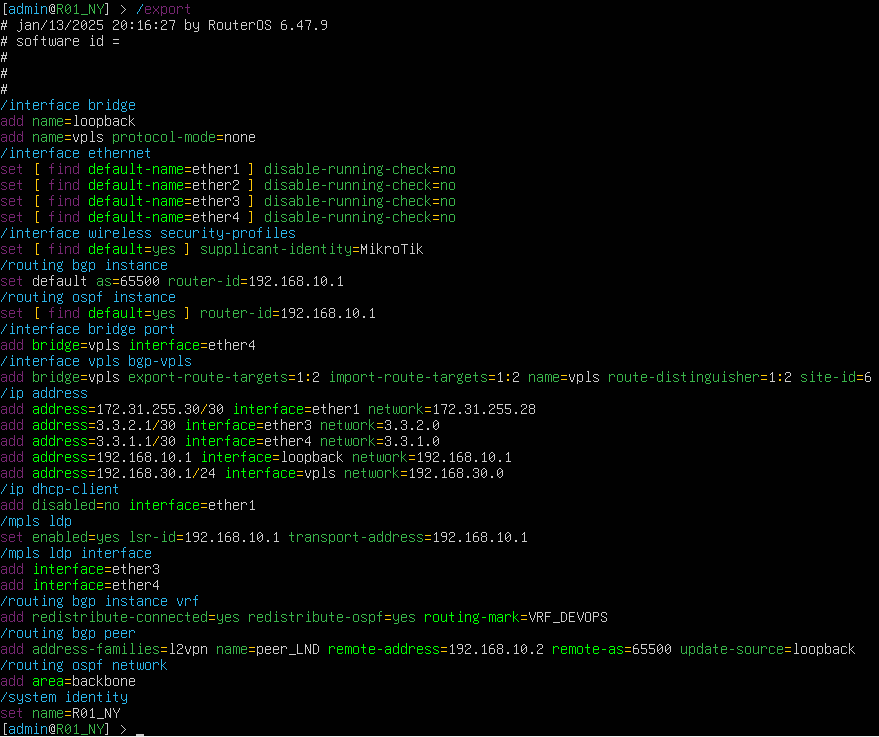 [admin@R01_NY] > /export
# jan/13/2025 20:16:27 by RouterOS 6.47.9
# software id =
#
#
#
/interface bridge
add name=loopback
add name=vpls protocol-mode=none
/interface ethernet
set [ find default-name=ether1 ] disable-running-check=no
set [ find default-name=ether2 ] disable-running-check=no
set [ find default-name=ether3 ] disable-running-check=no
set [ find default-name=ether4 ] disable-running-check=no
/interface wireless security-profiles
set [ find default=yes ] supplicant-identity=MikroTik
/routing bgp instance
set default as=65500 router-id=192.168.10.1
/routing ospf instance
set [ find default=yes ] router-id=192.168.10.1
/interface bridge port
add bridge=vpls interface=ether4
/interface vpls bgp-vpls
add bridge=vpls export-route-targets=1:2 import-route-targets=1:2 name=vpls route-distinguisher=1:2 site-id=6
/ip address
add address=172.31.255.30/30 interface=ether1 network=172.31.255.28
add address=3.3.2.1/30 interface=ether3 network=3.3.2.0
add address=3.3.1.1/30 interface=ether4 network=3.3.1.0
add address=192.168.10.1 interface=loopback network=192.168.10.1
add address=192.168.30.1/24 interface=vpls network=192.168.30.0
/ip dhcp-client
add disabled=no interface=ether1
/mpls ldp
set enabled=yes lsr-id=192.168.10.1 transport-address=192.168.10.1
/mpls ldp interface
add interface=ether3
add interface=ether4
/routing bgp instance vrf
add redistribute-connected=yes redistribute-ospf=yes routing-mark=VRF_DEVOPS
/routing bgp peer
add address-families=l2vpn name=peer_LND remote-address=192.168.10.2 remote-as=65500 update-source=loopback
/routing ospf network
add area=backbone
/system identity
set name=R01_NY
[admin@R01_NY] > _